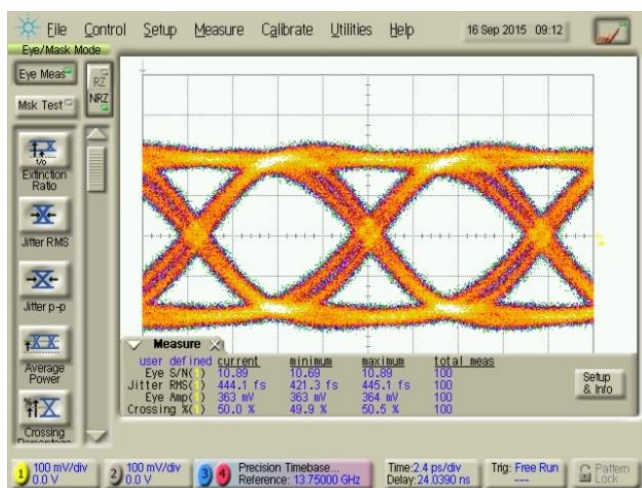 File Control Setup Measure Calibrate Utilities Help 16 Sep 2015 09:12
Eye/Mask Mode
Eye Meas
RZ
NRZ
Msk Test
Extinction
Ratio
Jitter RMS
Jitter p-p
Average
Power
Crossing
Percentage
Measure
user defined current minimum maximum total meas
Eye S/N(1) 10.89 10.69 10.89 100
Jitter RMS(1) 444.1 fs 421.3 fs 445.1 fs 100
Eye Amp(1) 363 mV 363 mV 364 mV 100
Crossing %(1) 50.0 % 49.9 % 50.5 % 100
Setup
& Info
1 100 mV/div
0.0 V
2 100 mV/div
0.0 V
3 4 Precision Timebase...
Reference: 13.75000 GHz
Time:2.4 ps/div
Delay:24.0390 ns
Trig: Free Run
---
Pattern
Lock